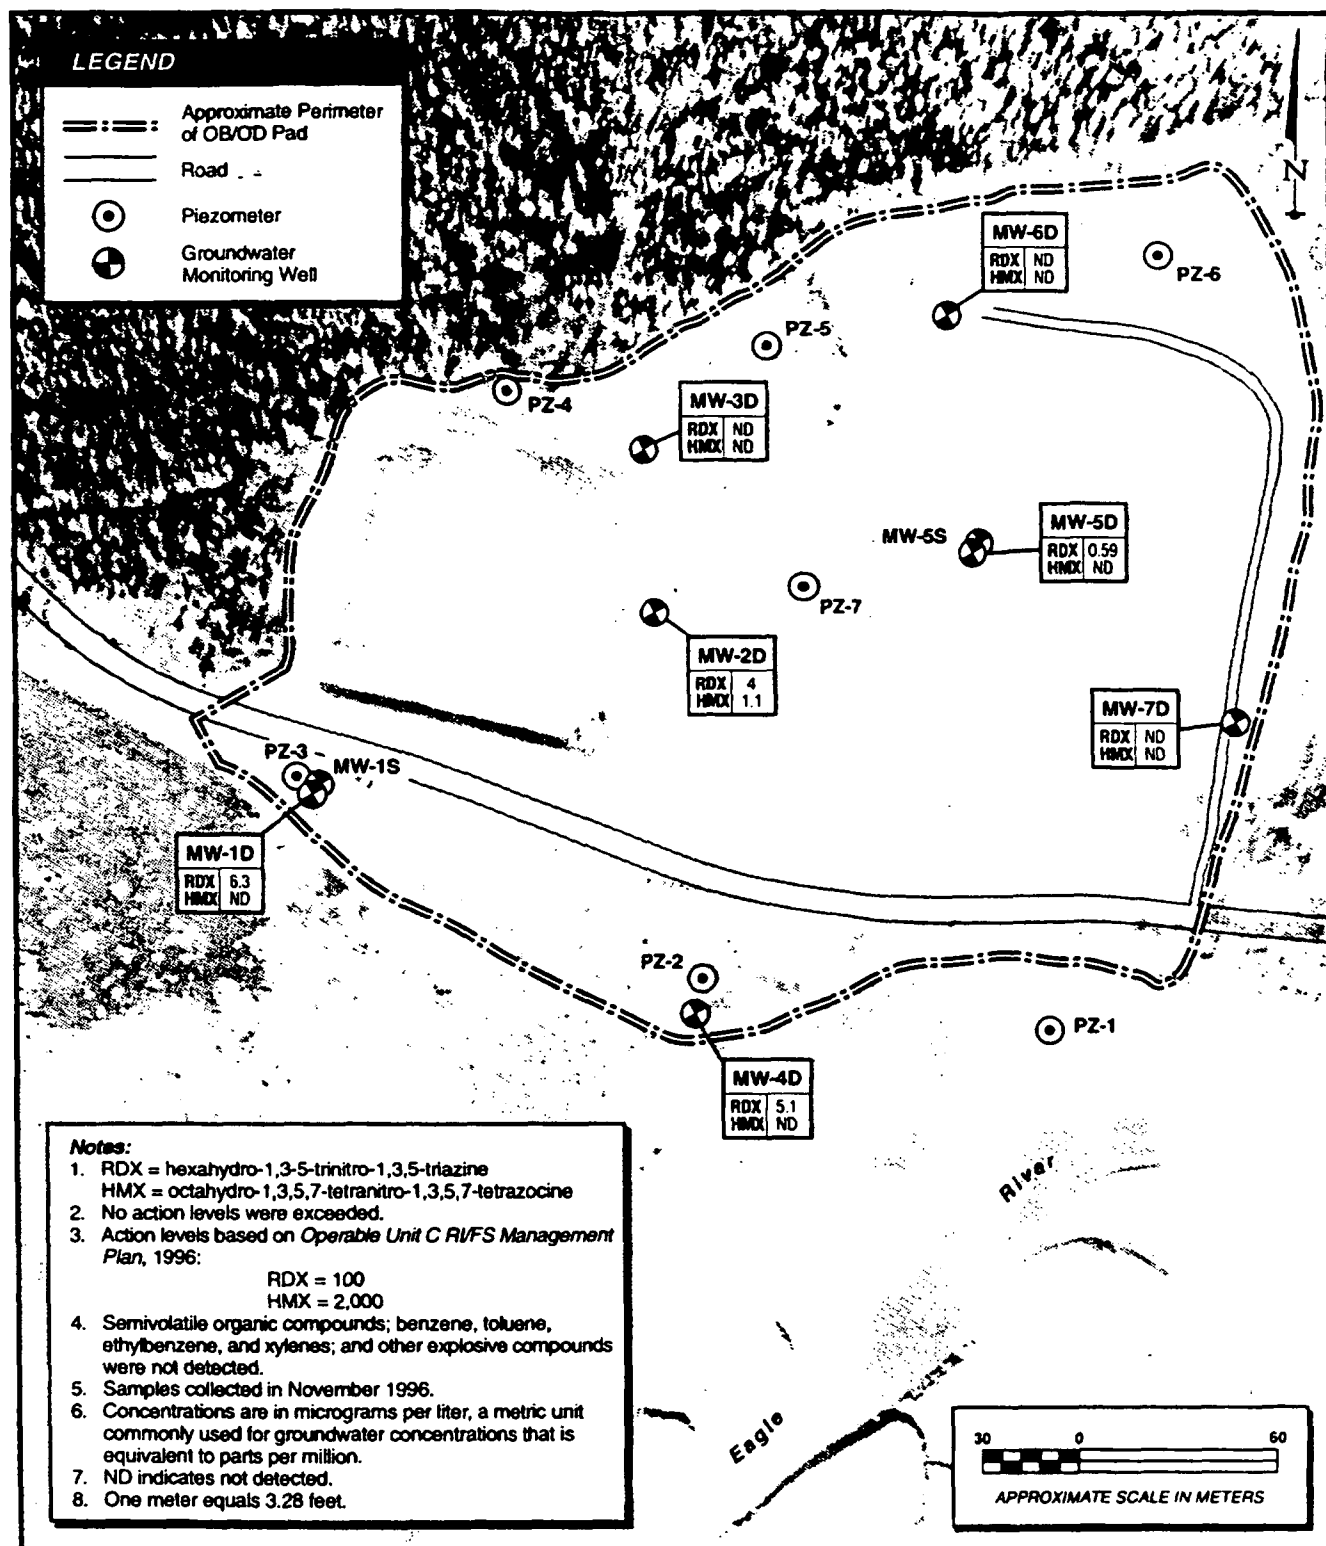 LEGEND
Approximate Perimeter
of OB/OD Pad
Road
Piezometer
Groundwater
Monitoring Well
N
MW-6D
RDX ND
HMX ND
PZ-6
PZ-5
PZ-4
MW-3D
RDX ND
HMX ND
MW-5S
MW-5D
RDX 0.59
HMX ND
PZ-7
MW-2D
RDX 4
HMX 1.1
MW-7D
RDX ND
HMX ND
PZ-3
MW-1S
MW-1D
RDX 6.3
HMX ND
PZ-2
PZ-1
MW-4D
RDX 5.1
HMX ND
Notes:
1. RDX = hexahydro-1,3-5-trinitro-1,3,5-triazine
HMX = octahydro-1,3,5,7-tetranitro-1,3,5,7-tetrazocine
2. No action levels were exceeded.
3. Action levels based on Operable Unit C RI/FS Management
Plan, 1996:
RDX = 100
HMX = 2,000
4. Semivolatile organic compounds; benzene, toluene,
ethylbenzene, and xylenes; and other explosive compounds
were not detected.
5. Samples collected in November 1996.
6. Concentrations are in micrograms per liter, a metric unit
commonly used for groundwater concentrations that is
equivalent to parts per million.
7. ND indicates not detected.
8. One meter equals 3.28 feet.
Eagle River
30 0 60
APPROXIMATE SCALE IN METERS